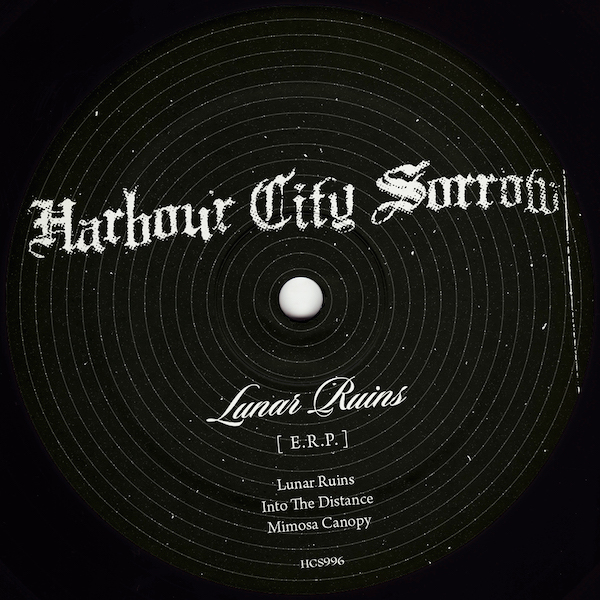 Harbour City Sorrow
Lunar Ruins
[ E.R.P. ]
Lunar Ruins
Into The Distance
Mimosa Canopy
HCS996